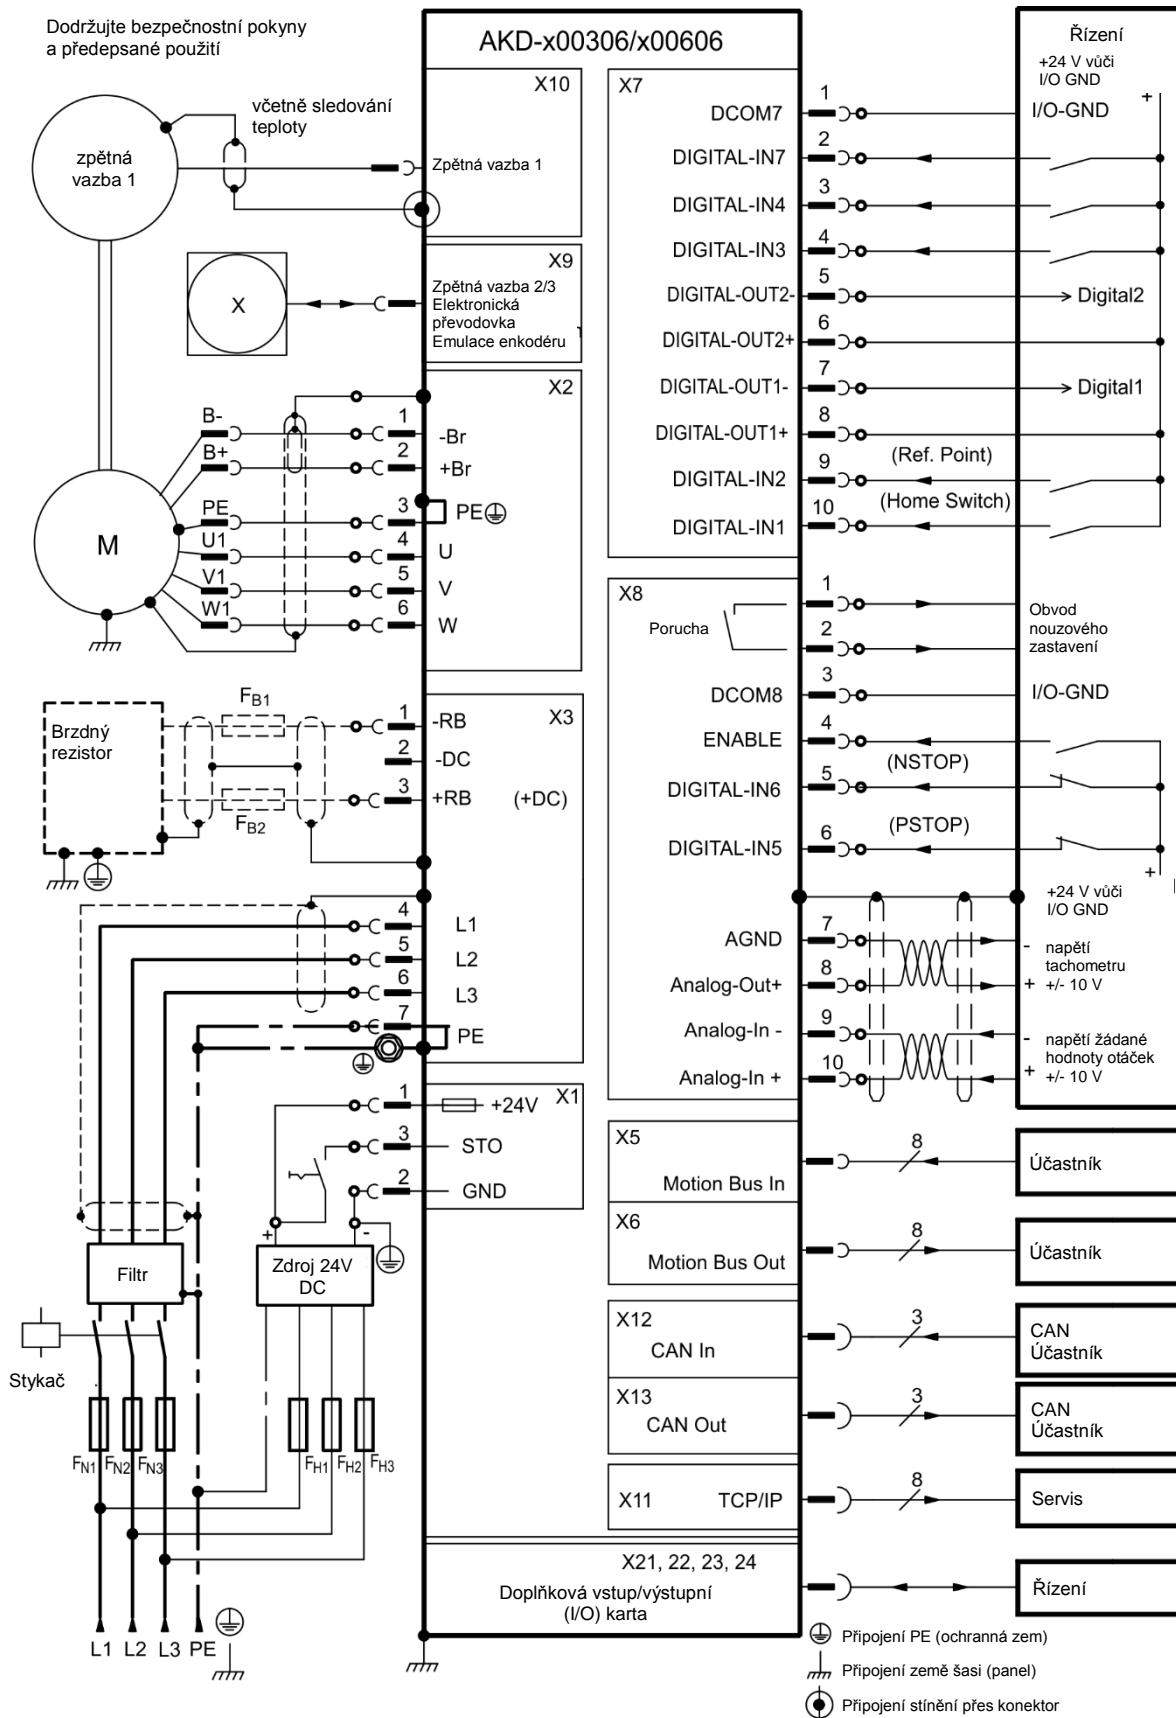 Dodržujte bezpečnostní pokyny
a předepsané použití
AKD-x00306/x00606
Řízení
+24 V vůči
I/O GND
+
zpětná
vazba 1
včetně sledování
teploty
X10
Zpětná vazba 1
X
X9
Zpětná vazba 2/3
Elektronická
převodovka
Emulace enkodéru
X2
M
B-
1
-Br
B+
2
+Br
PE
3
PE
U1
4
U
V1
5
V
W1
6
W
Brzdný
rezistor
FB1
FB2
X3
1
-RB
2
-DC
3
+RB
(+DC)
4
L1
5
L2
6
L3
7
PE
X1
1
+24V
3
STO
2
GND
+
-
Zdroj 24V
DC
Filtr
Stykač
FN1
FN2
FN3
FH1
FH2
FH3
L1
L2
L3
PE
X7
DCOM7
1
I/O-GND
DIGITAL-IN7
2
DIGITAL-IN4
3
DIGITAL-IN3
4
DIGITAL-OUT2-
5
Digital2
DIGITAL-OUT2+
6
DIGITAL-OUT1-
7
Digital1
DIGITAL-OUT1+
8
(Ref. Point)
DIGITAL-IN2
9
(Home Switch)
DIGITAL-IN1
10
X8
Porucha
1
2
Obvod
nouzového
zastavení
DCOM8
3
I/O-GND
ENABLE
4
(NSTOP)
DIGITAL-IN6
5
(PSTOP)
DIGITAL-IN5
6
+
+24 V vůči
I/O GND
AGND
7
-
Analog-Out+
8
+
napětí
tachometru
+/- 10 V
Analog-In -
9
-
Analog-In +
10
+
napětí žádané
hodnoty otáček
+/- 10 V
X5
Motion Bus In
8
Účastník
X6
Motion Bus Out
8
Účastník
X12
CAN In
3
CAN
Účastník
X13
CAN Out
3
CAN
Účastník
X11
TCP/IP
8
Servis
X21, 22, 23, 24
Doplňková vstup/výstupní
(I/O) karta
Řízení
Připojení PE (ochranná zem)
Připojení země šasi (panel)
Připojení stínění přes konektor